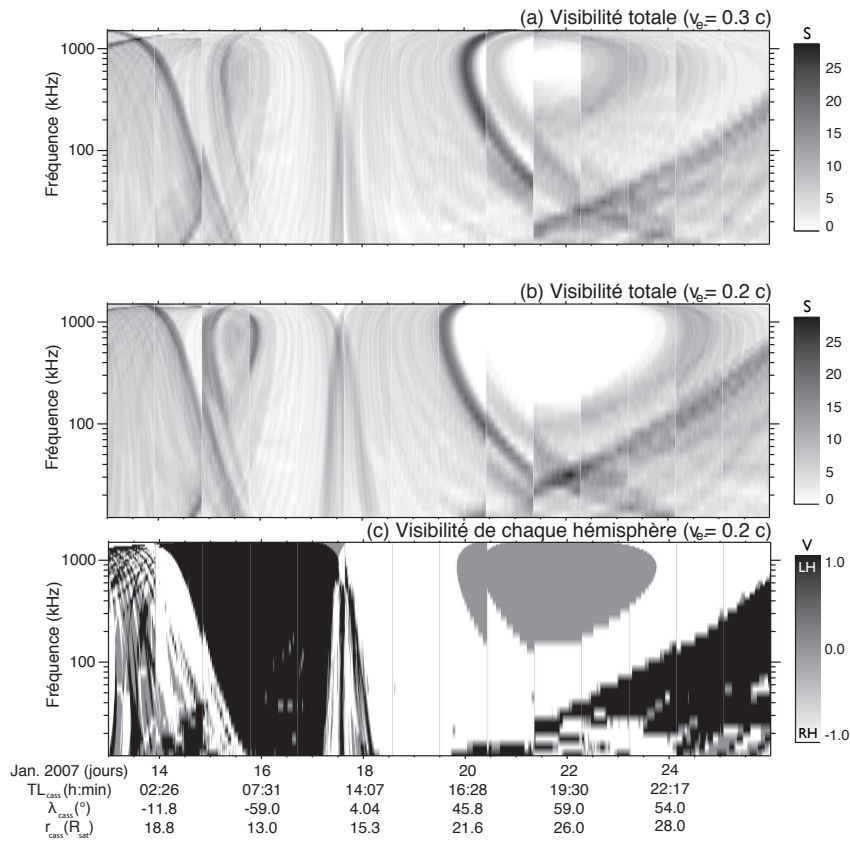 (a) Visibilité totale (ve-= 0.3 c)
S
Fréquence (kHz)
1000
100
25
20
15
10
5
0
(b) Visibilité totale (ve-= 0.2 c)
S
Fréquence (kHz)
1000
100
25
20
15
10
5
0
(c) Visibilité de chaque hémisphère (ve-= 0.2 c)
V
Fréquence (kHz)
1000
100
LH
1.0
0.0
RH
-1.0
Jan. 2007 (jours) 14 16 18 20 22 24
TLcass (h:min) 02:26 07:31 14:07 16:28 19:30 22:17
λcass(°) -11.8 -59.0 4.04 45.8 59.0 54.0
rcass(Rsat) 18.8 13.0 15.3 21.6 26.0 28.0